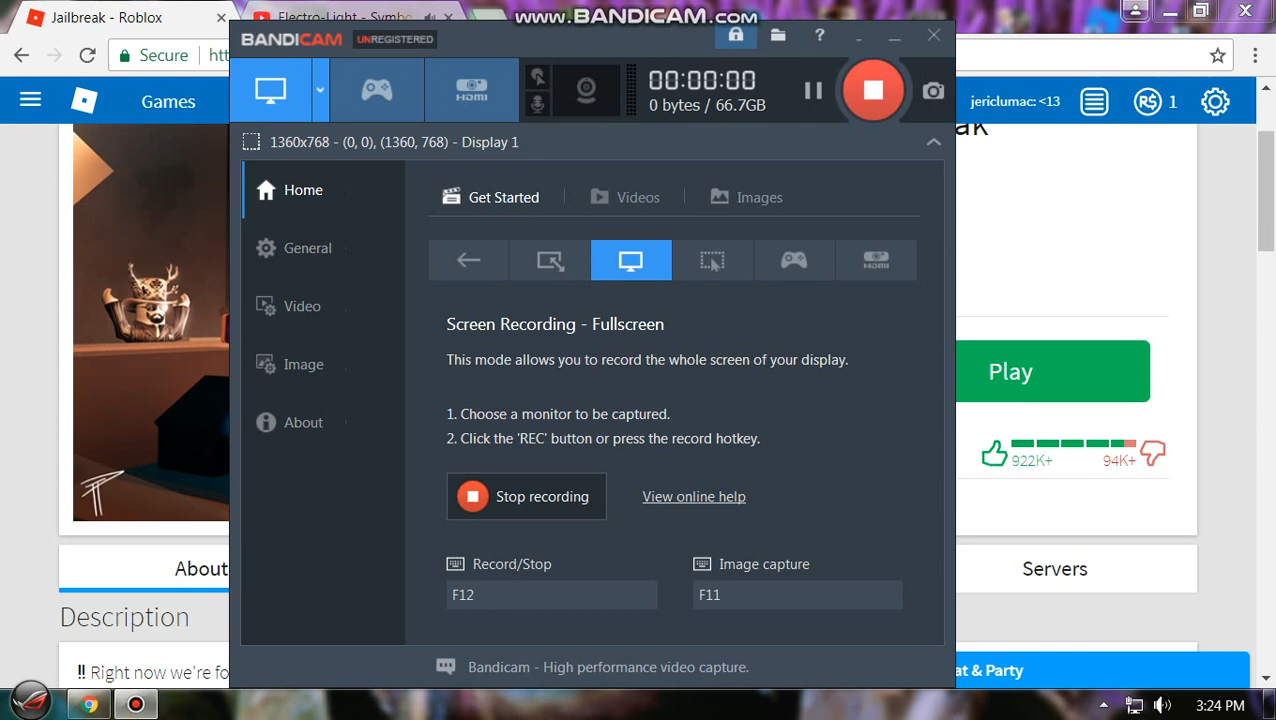 Jailbreak - Roblox
Electro-Light - Symbo
www.BANDICAM.com
BANDICAM UNREGISTERED
Secure
00:00:00
0 bytes / 66.7GB
Games
jericlumac: <13
R$ 1
1360x768 - (0, 0), (1360, 768) - Display 1
Home
General
Video
Image
About
Get Started
Videos
Images
HDMI
HDMI
Screen Recording - Fullscreen
This mode allows you to record the whole screen of your display.
1. Choose a monitor to be captured.
2. Click the 'REC' button or press the record hotkey.
Stop recording
View online help
Record/Stop
Image capture
F12
F11
Bandicam - High performance video capture.
Play
922K+
94K+
About
Servers
Description
!! Right now we're fo
at & Party
3:24 PM